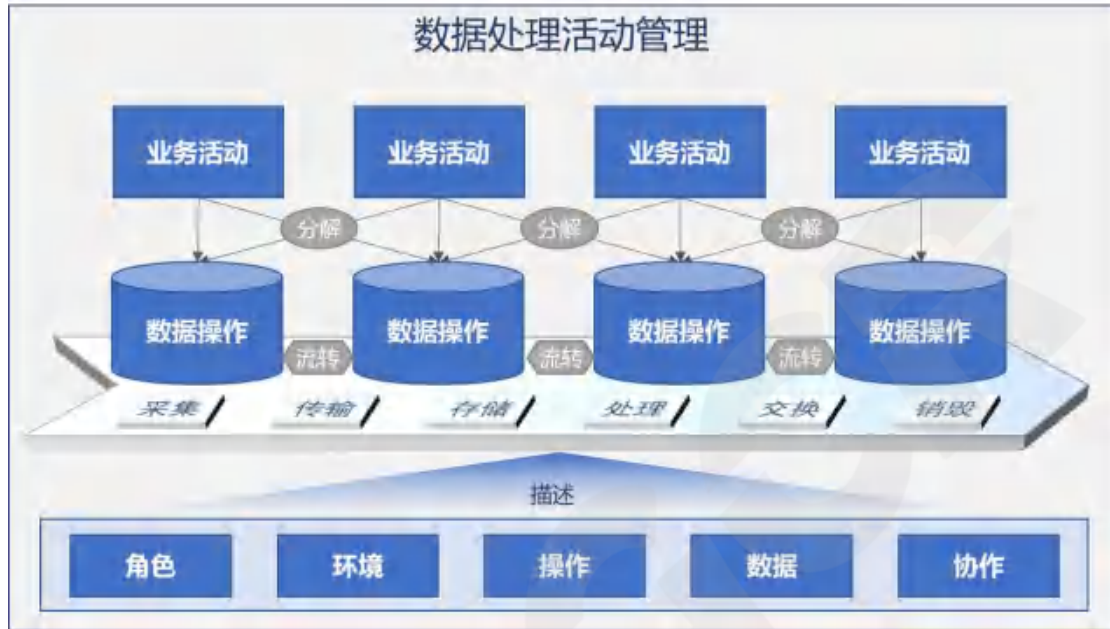 数据处理活动管理
业务活动 业务活动 业务活动 业务活动
分解 分解 分解
数据操作 数据操作 数据操作 数据操作
流转 流转 流转
采集 传输 存储 处理 交换 销毁
描述
角色 环境 操作 数据 协作